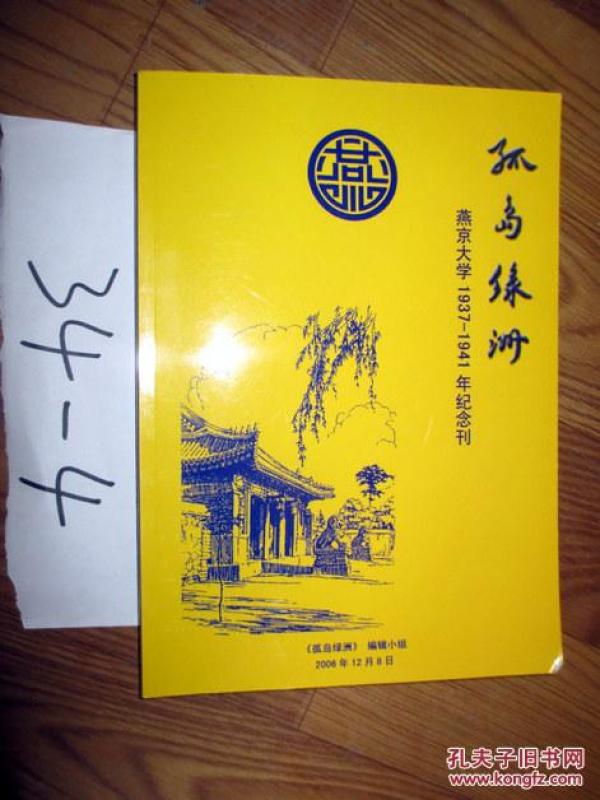 孤岛绿洲
燕京大学 1937-1941 年纪念刊
《孤岛绿洲》 编辑小组
2006 年 12 月 8 日
34-4
孔夫子旧书网
www.kongfz.com